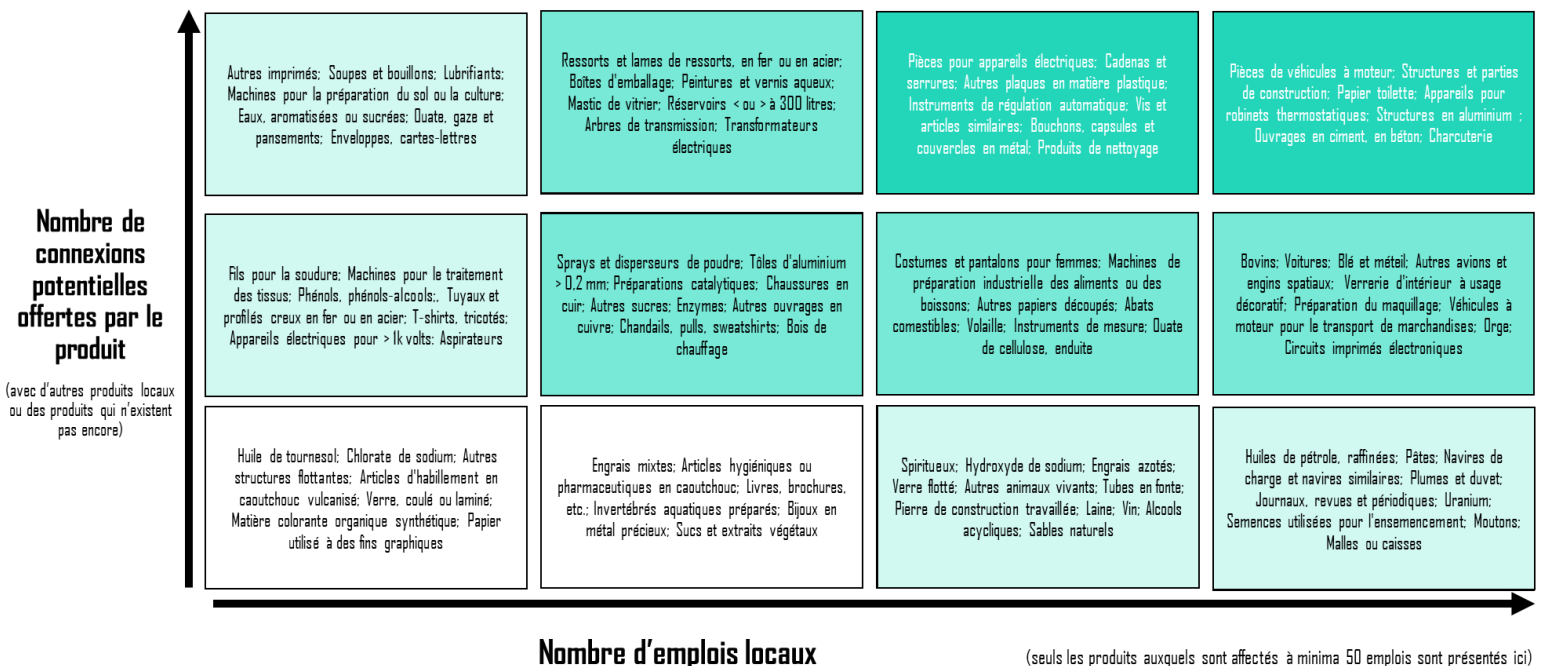 Nombre de
connexions
potentielles
offertes par le
produit
(avec d'autres produits locaux
ou des produits qui n'existent
pas encore)
Autres imprimés; Soupes et bouillons; Lubrifiants;
Machines pour la préparation du sol ou la culture;
Eaux, aromatisées ou sucrées; Ouate, gaze et
pansements; Enveloppes, cartes-lettres
Ressorts et lames de ressorts, en fer ou en acier;
Boîtes d'emballage; Peintures et vernis aqueux;
Mastic de vitrier; Réservoirs < ou > à 300 litres;
Arbres de transmission; Transformateurs
électriques
Pièces pour appareils électriques; Cadenas et
serrures; Autres plaques en matière plastique;
Instruments de régulation automatique; Vis et
articles similaires; Bouchons, capsules et
couvercles en métal; Produits de nettoyage
Pièces de véhicules à moteur; Structures et parties
de construction; Papier toilette; Appareils pour
robinets thermostatiques; Structures en aluminium ;
Ouvrages en ciment, en béton; Charcuterie
Fils pour la soudure; Machines pour le traitement
des tissus; Phénols, phénols-alcools;, Tuyaux et
profilés creux en fer ou en acier; T-shirts, tricotés;
Appareils électriques pour > 1k volts: Aspirateurs
Sprays et disperseurs de poudre; Tôles d'aluminium
> 0,2 mm; Préparations catalytiques; Chaussures en
cuir; Autres sucres; Enzymes; Autres ouvrages en
cuivre; Chandails, pulls, sweatshirts; Bois de
chauffage
Costumes et pantalons pour femmes; Machines de
préparation industrielle des aliments ou des
boissons; Autres papiers découpés; Abats
comestibles; Volaille; Instruments de mesure; Ouate
de cellulose, enduite
Bovins; Voitures; Blé et méteil; Autres avions et
engins spatiaux; Verrerie d'intérieur à usage
décoratif; Préparation du maquillage; Véhicules à
moteur pour le transport de marchandises; Orge;
Circuits imprimés électroniques
Huile de tournesol; Chlorate de sodium; Autres
structures flottantes; Articles d'habillement en
caoutchouc vulcanisé; Verre, coulé ou laminé;
Matière colorante organique synthétique; Papier
utilisé à des fins graphiques
Engrais mixtes; Articles hygiéniques ou
pharmaceutiques en caoutchouc; Livres, brochures,
etc.; Invertébrés aquatiques préparés; Bijoux en
métal précieux; Sucs et extraits végétaux
Spiritueux; Hydroxyde de sodium; Engrais azotés;
Verre flotté; Autres animaux vivants; Tubes en fonte;
Pierre de construction travaillée; Laine; Vin; Alcools
acycliques; Sables naturels
Huiles de pétrole, raffinées; Pâtes; Navires de
charge et navires similaires; Plumes et duvet;
Journaux, revues et périodiques; Uranium;
Semences utilisées pour l'ensemencement; Moutons;
Malles ou caisses
Nombre d'emplois locaux
(seuls les produits auxquels sont affectés à minima 50 emplois sont présentés ici)